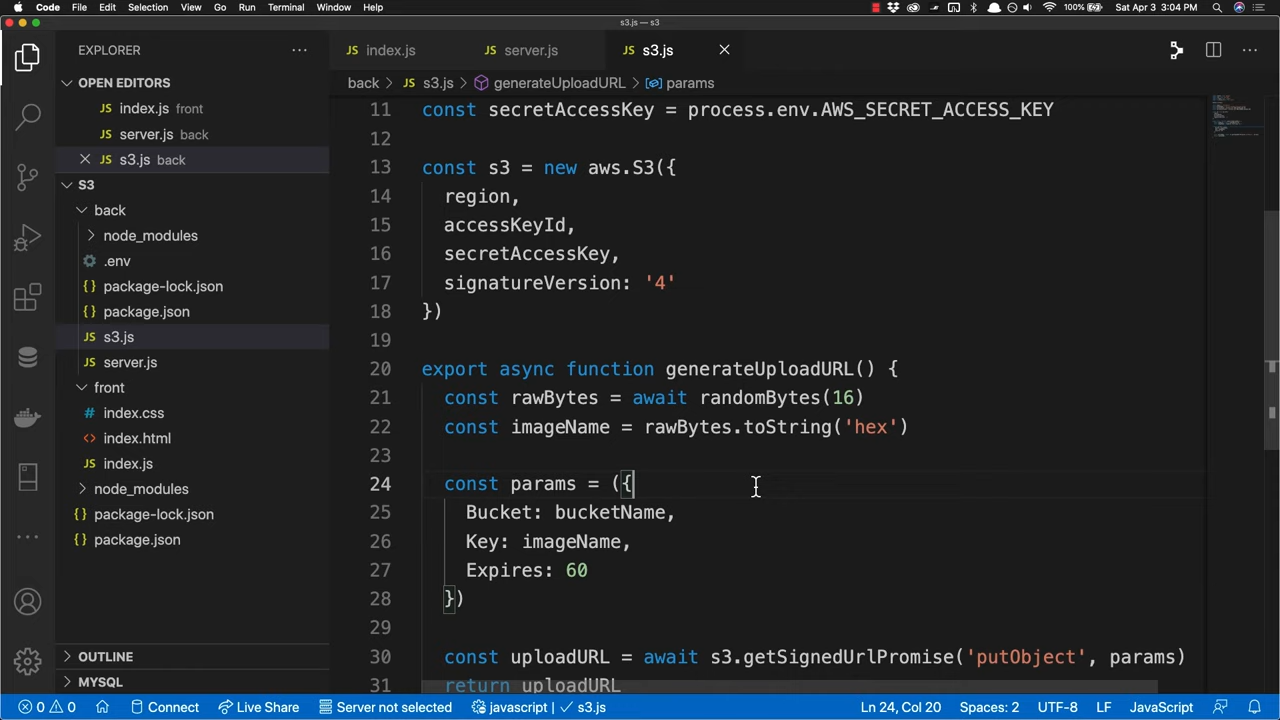 Code File Edit Selection View Go Run Terminal Window Help 100% Sat Apr 3 3:04 PM
s3.js — s3
EXPLORER
OPEN EDITORS
index.js front
server.js back
s3.js back
S3
back
node_modules
.env
package-lock.json
package.json
s3.js
server.js
front
index.css
index.html
index.js
node_modules
package-lock.json
package.json
OUTLINE
MYSQL
JS index.js JS server.js JS s3.js
back > JS s3.js > generateUploadURL > params
11 const secretAccessKey = process.env.AWS_SECRET_ACCESS_KEY
12
13 const s3 = new aws.S3({
14 region,
15 accessKeyId,
16 secretAccessKey,
17 signatureVersion: '4'
18 })
19
20 export async function generateUploadURL() {
21 const rawBytes = await randomBytes(16)
22 const imageName = rawBytes.toString('hex')
23
24 const params = ({
25 Bucket: bucketName,
26 Key: imageName,
27 Expires: 60
28 })
29
30 const uploadURL = await s3.getSignedUrlPromise('putObject', params)
31 return uploadURL
0 0 Connect Live Share Server not selected javascript | ✓ s3.js Ln 24, Col 20 Spaces: 2 UTF-8 LF JavaScript